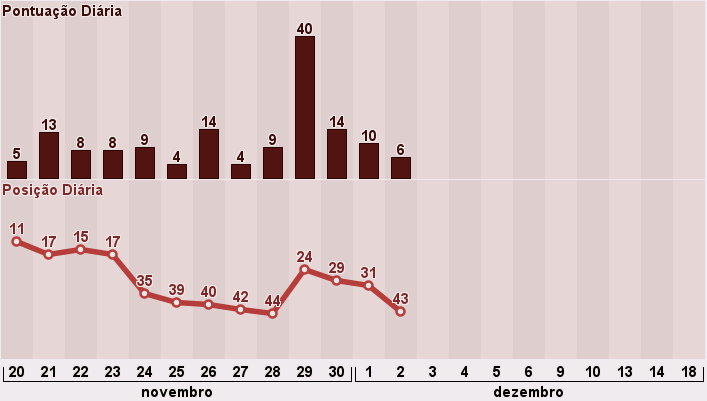 Pontuação Diária
5 13 8 8 9 4 14 4 9 40 14 10 6
Posição Diária
11 17 15 17 35 39 40 42 44 24 29 31 43
20 21 22 23 24 25 26 27 28 29 30 1 2 3 4 5 6 9 10 13 14 18
novembro dezembro